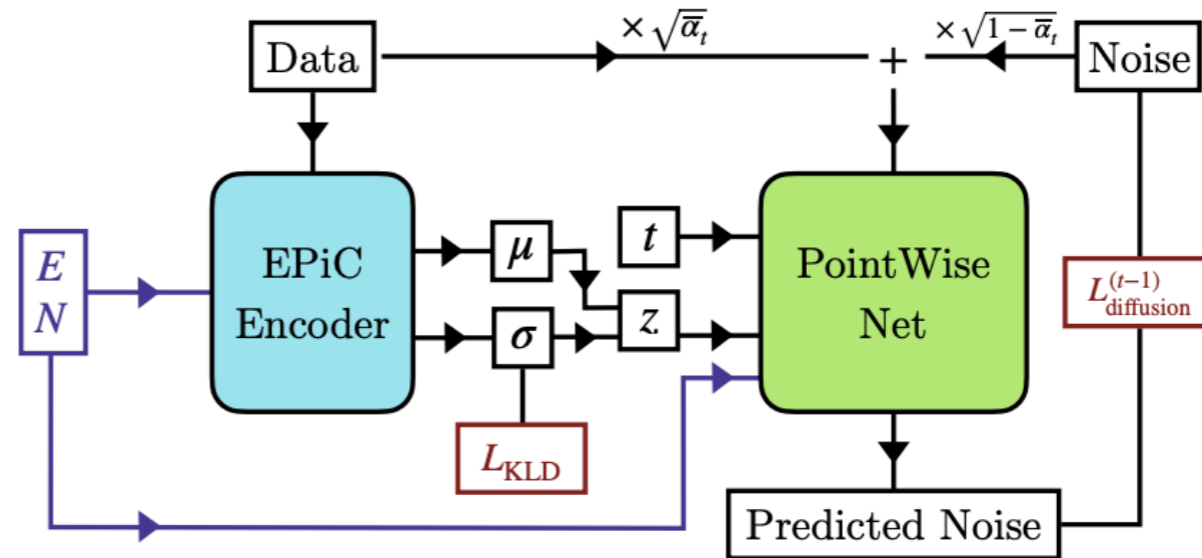 Data
× √ᾱₜ
+
× √1 − ᾱₜ
Noise
E
N
EPiC
Encoder
μ
σ
t
z
PointWise
Net
L_diffusion^(t−1)
L_KLD
Predicted Noise